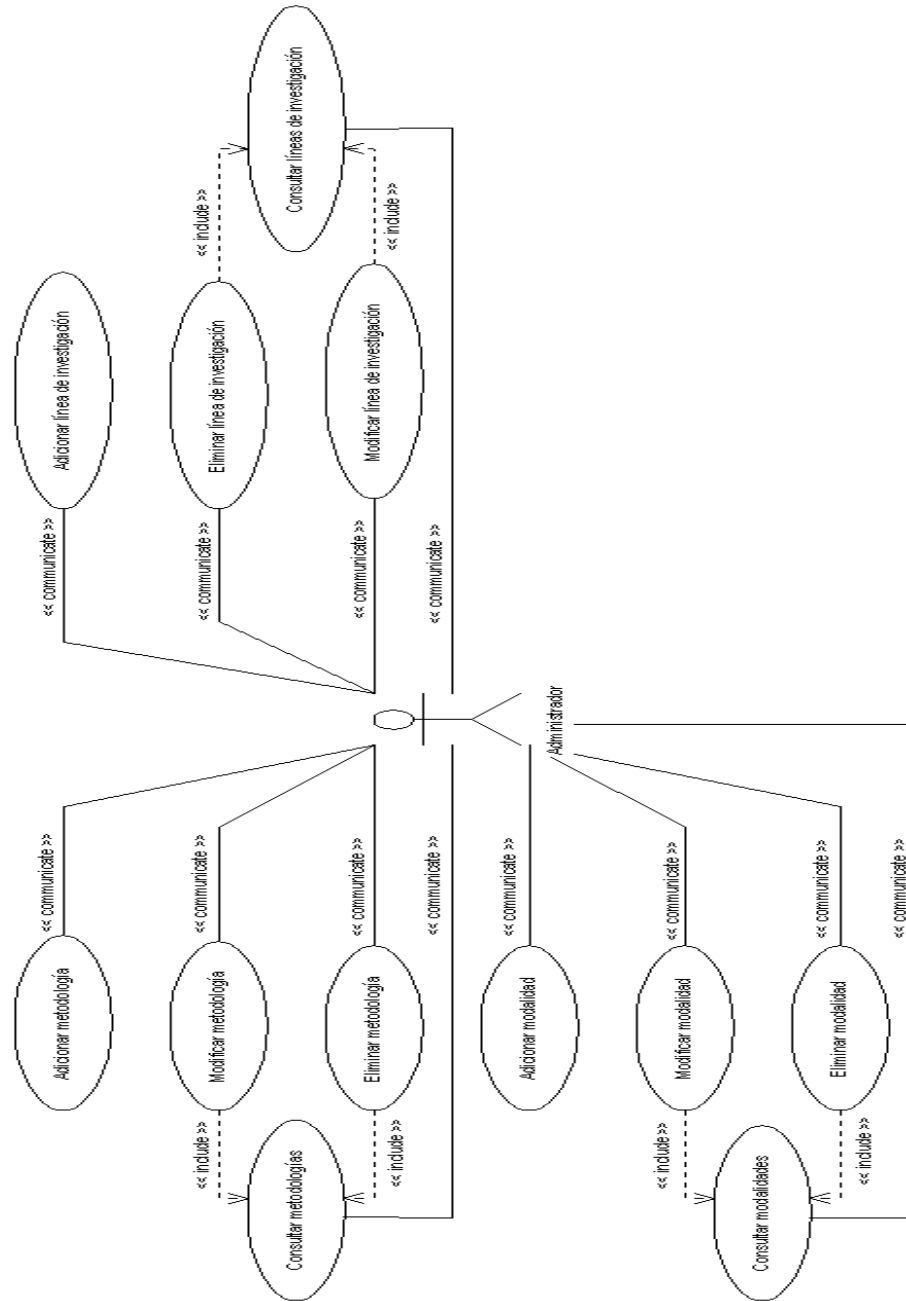 Adicionar metodología
<< communicate >>
<< communicate >>
Adicionar línea de investigación
<< include >>
Modificar metodología
<< communicate >>
<< communicate >>
Eliminar línea de investigación
<< include >>
Consultar metodologías
Consultar líneas de investigación
<< include >>
Eliminar metodología
<< communicate >>
<< communicate >>
Modificar línea de investigación
<< include >>
<< communicate >>
<< communicate >>
Adicionar modalidad
<< communicate >>
Administrador
<< include >>
Modificar modalidad
<< communicate >>
Consultar modalidades
<< include >>
Eliminar modalidad
<< communicate >>
<< communicate >>